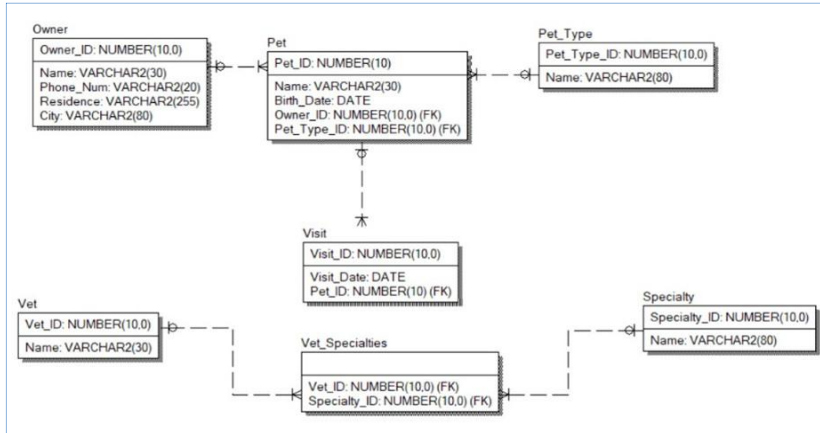 Owner
Owner_ID: NUMBER(10,0)
Name: VARCHAR2(30)
Phone_Num: VARCHAR2(20)
Residence: VARCHAR2(255)
City: VARCHAR2(80)
Pet
Pet_ID: NUMBER(10)
Name: VARCHAR2(30)
Birth_Date: DATE
Owner_ID: NUMBER(10,0) (FK)
Pet_Type_ID: NUMBER(10,0) (FK)
Pet_Type
Pet_Type_ID: NUMBER(10,0)
Name: VARCHAR2(80)
Visit
Visit_ID: NUMBER(10,0)
Visit_Date: DATE
Pet_ID: NUMBER(10) (FK)
Vet
Vet_ID: NUMBER(10,0)
Name: VARCHAR2(30)
Vet_Specialties
Vet_ID: NUMBER(10,0) (FK)
Specialty_ID: NUMBER(10,0) (FK)
Specialty
Specialty_ID: NUMBER(10,0)
Name: VARCHAR2(80)